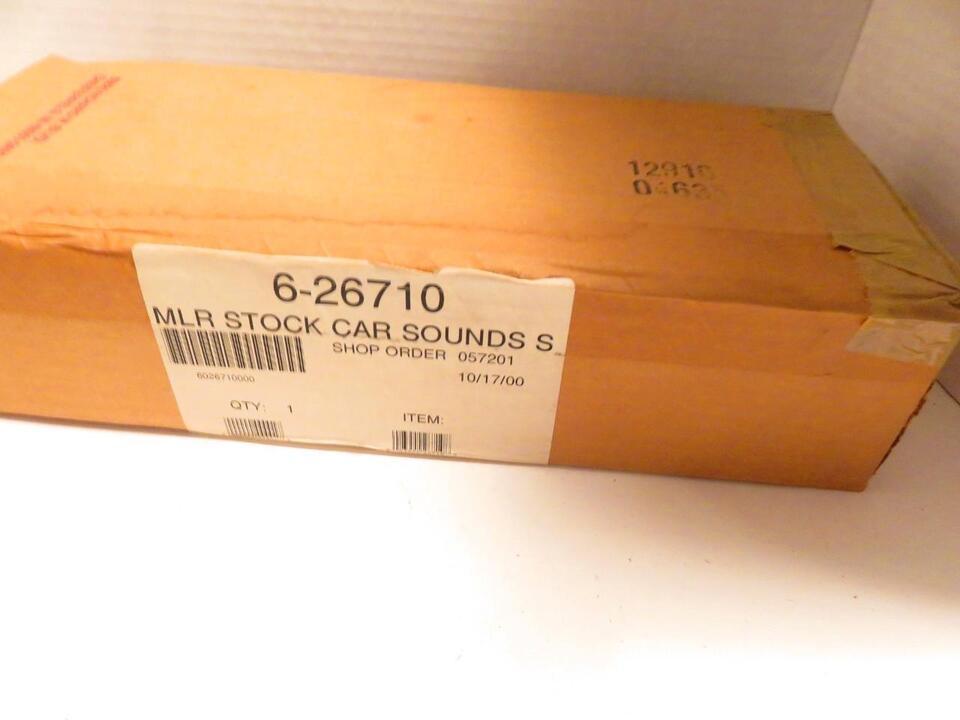 6-26710
MLR STOCK CAR SOUNDS S
SHOP ORDER 057201
6026710000
10/17/00
QTY: 1
ITEM: